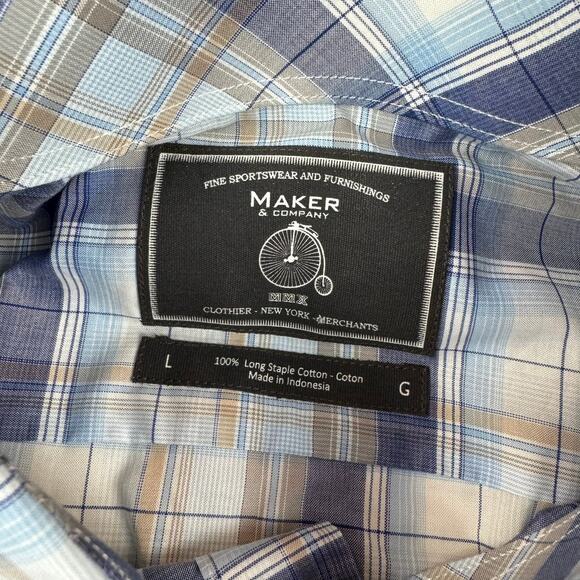 FINE SPORTSWEAR AND FURNISHINGS
MAKER
& COMPANY
MMX
CLOTHIER - NEW YORK - MERCHANTS
L 100% Long Staple Cotton - Coton G
Made in Indonesia